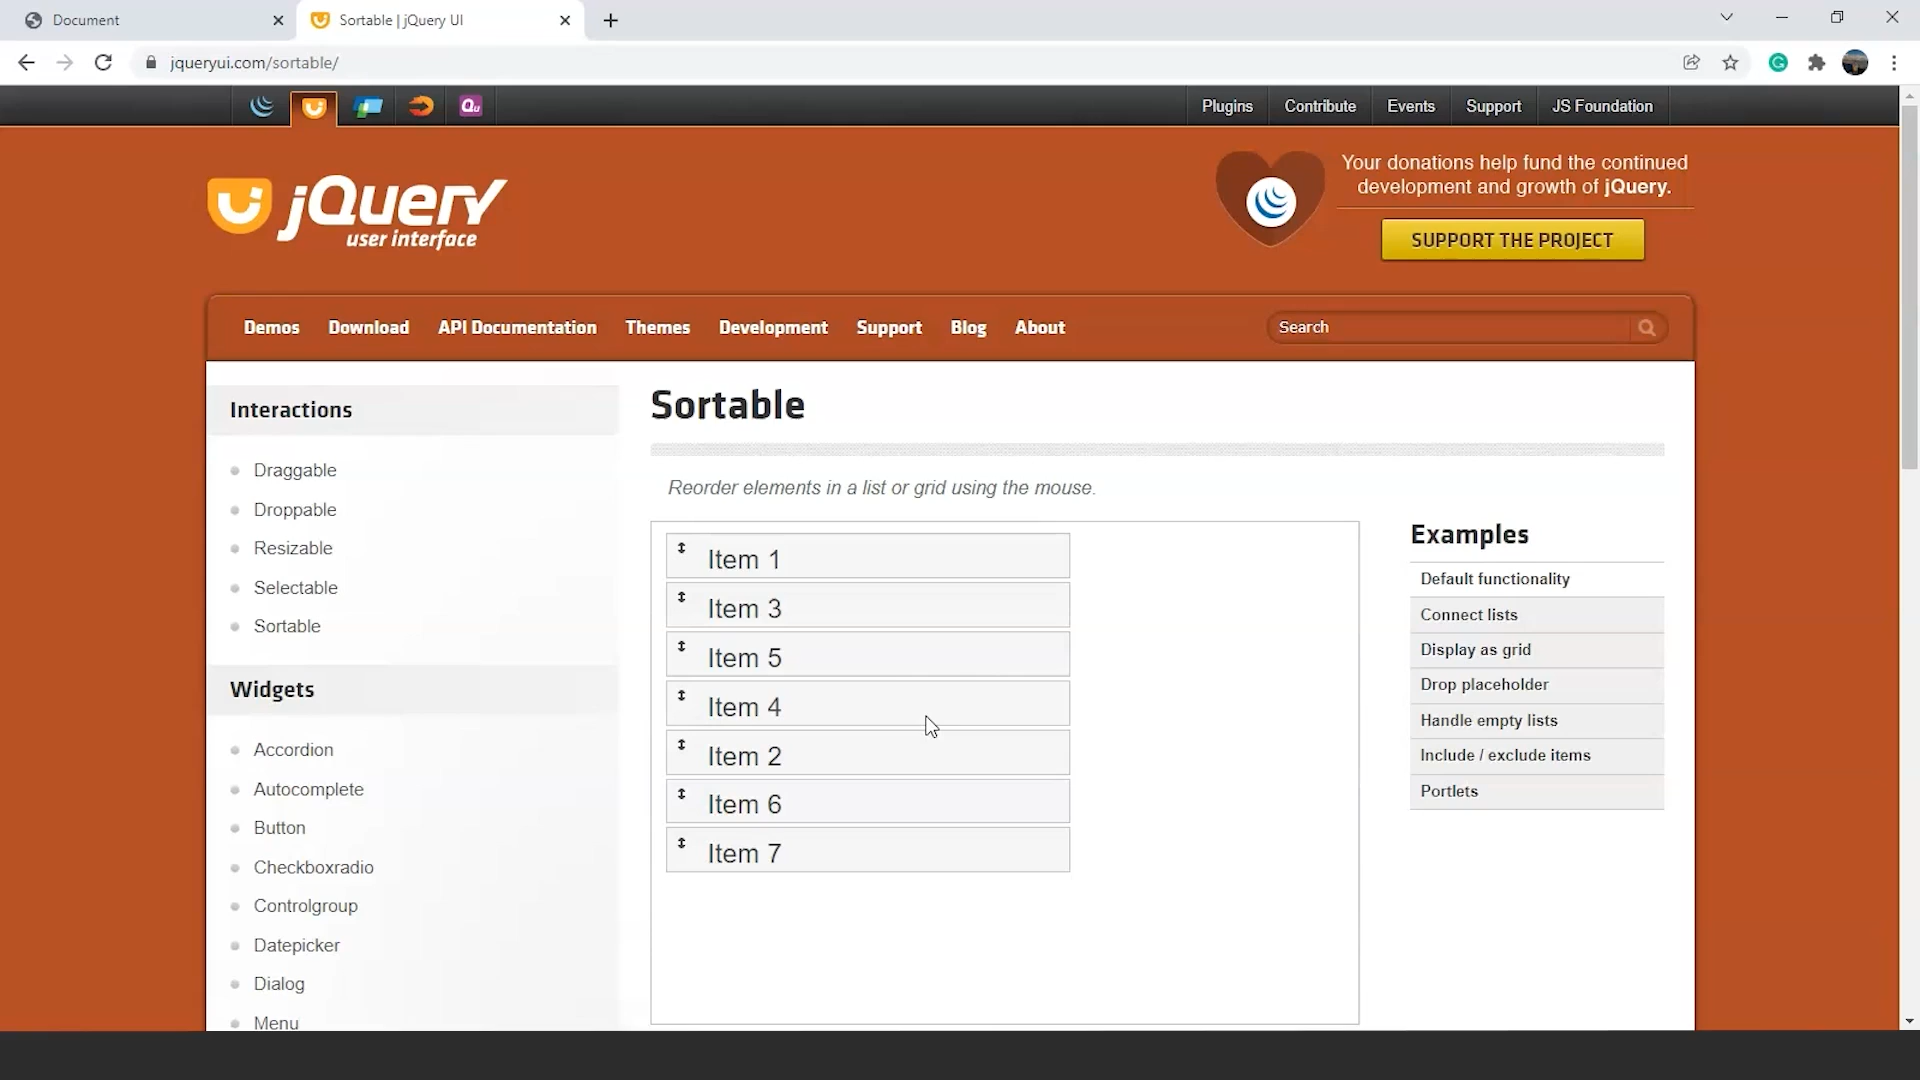 Document
Sortable | jQuery UI
jqueryui.com/sortable/
Qu
Plugins
Contribute
Events
Support
JS Foundation
jQuery
user interface
Your donations help fund the continued
development and growth of jQuery.
SUPPORT THE PROJECT
Demos
Download
API Documentation
Themes
Development
Support
Blog
About
Search
Interactions
Draggable
Droppable
Resizable
Selectable
Sortable
Widgets
Accordion
Autocomplete
Button
Checkboxradio
Controlgroup
Datepicker
Dialog
Menu
Sortable
Reorder elements in a list or grid using the mouse.
Item 1
Item 3
Item 5
Item 4
Item 2
Item 6
Item 7
Examples
Default functionality
Connect lists
Display as grid
Drop placeholder
Handle empty lists
Include / exclude items
Portlets